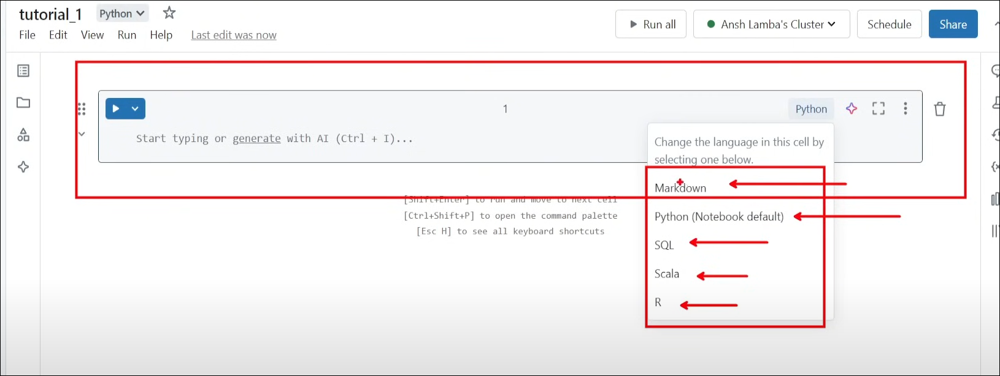 tutorial_1 Python
File Edit View Run Help Last edit was now
Run all Ansh Lamba's Cluster Schedule Share
1
Python
Start typing or generate with AI (Ctrl + I)...
Change the language in this cell by
selecting one below.
Markdown
Python (Notebook default)
SQL
Scala
R
[Shift+Enter] to run and move to next cell
[Ctrl+Shift+P] to open the command palette
[Esc H] to see all keyboard shortcuts